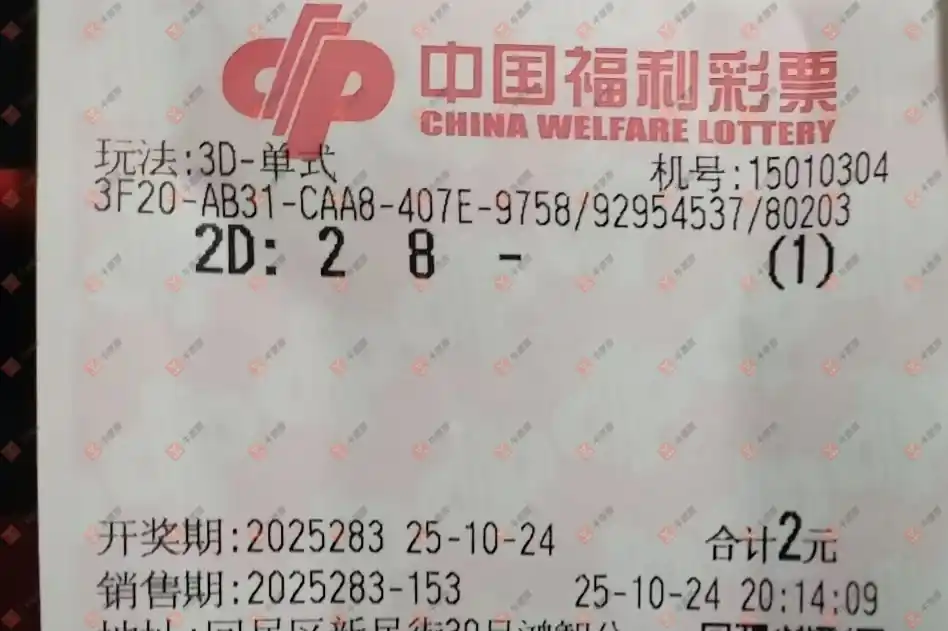 中国福利彩票
CHINA WELFARE LOTTERY
玩法:3D-单式 机号:15010304
3F20-AB31-CAA8-407E-9758/92954537/80203
2D: 2 8 - (1)
开奖期:2025283 25-10-24 合计2元
销售期:2025283-153 25-10-24 20:14:09